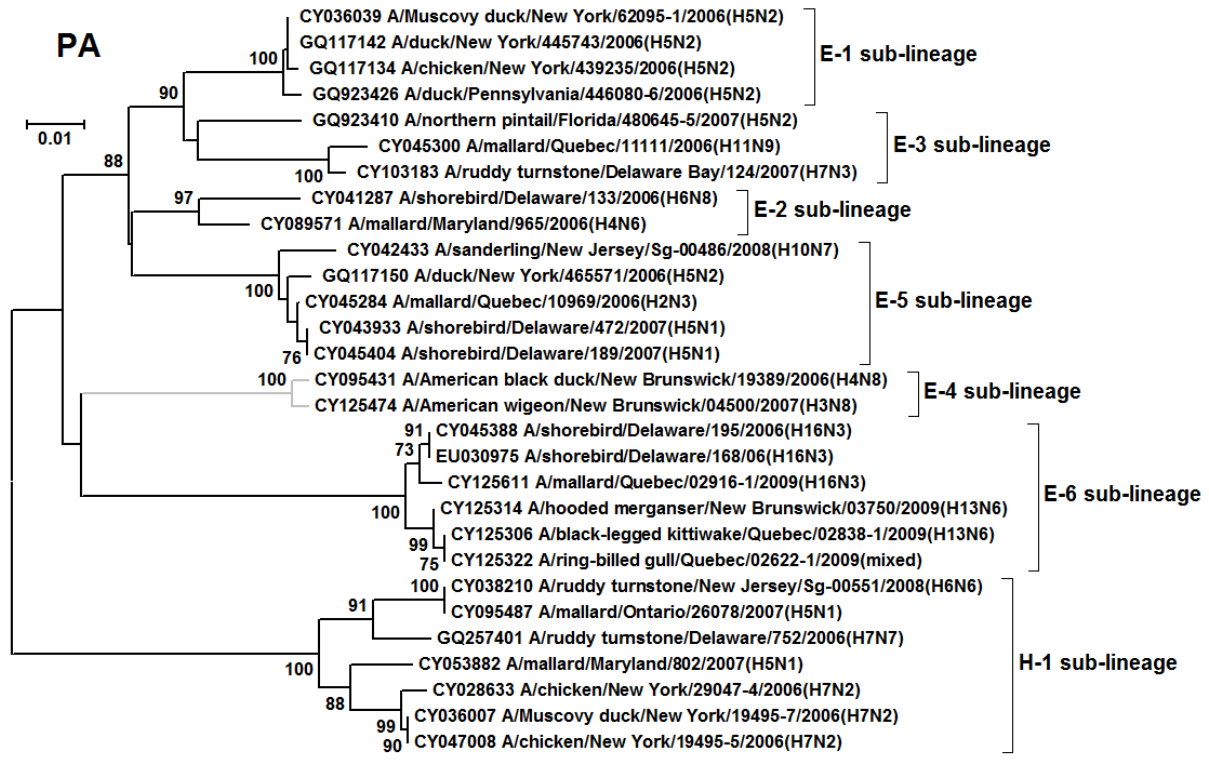 PA
0.01
CY036039 A/Muscovy duck/New York/62095-1/2006(H5N2)
GQ117142 A/duck/New York/445743/2006(H5N2)
100
GQ117134 A/chicken/New York/439235/2006(H5N2)
E-1 sub-lineage
90
GQ923426 A/duck/Pennsylvania/446080-6/2006(H5N2)
GQ923410 A/northern pintail/Florida/480645-5/2007(H5N2)
88
CY045300 A/mallard/Quebec/11111/2006(H11N9)
E-3 sub-lineage
100
CY103183 A/ruddy turnstone/Delaware Bay/124/2007(H7N3)
97
CY041287 A/shorebird/Delaware/133/2006(H6N8)
E-2 sub-lineage
CY089571 A/mallard/Maryland/965/2006(H4N6)
CY042433 A/sanderling/New Jersey/Sg-00486/2008(H10N7)
GQ117150 A/duck/New York/465571/2006(H5N2)
100
CY045284 A/mallard/Quebec/10969/2006(H2N3)
E-5 sub-lineage
CY043933 A/shorebird/Delaware/472/2007(H5N1)
76
CY045404 A/shorebird/Delaware/189/2007(H5N1)
100
CY095431 A/American black duck/New Brunswick/19389/2006(H4N8)
E-4 sub-lineage
CY125474 A/American wigeon/New Brunswick/04500/2007(H3N8)
91
CY045388 A/shorebird/Delaware/195/2006(H16N3)
73
EU030975 A/shorebird/Delaware/168/06(H16N3)
CY125611 A/mallard/Quebec/02916-1/2009(H16N3)
E-6 sub-lineage
100
CY125314 A/hooded merganser/New Brunswick/03750/2009(H13N6)
99
CY125306 A/black-legged kittiwake/Quebec/02838-1/2009(H13N6)
75
CY125322 A/ring-billed gull/Quebec/02622-1/2009(mixed)
100
CY038210 A/ruddy turnstone/New Jersey/Sg-00551/2008(H6N6)
91
CY095487 A/mallard/Ontario/26078/2007(H5N1)
GQ257401 A/ruddy turnstone/Delaware/752/2006(H7N7)
100
CY053882 A/mallard/Maryland/802/2007(H5N1)
H-1 sub-lineage
88
CY028633 A/chicken/New York/29047-4/2006(H7N2)
99
CY036007 A/Muscovy duck/New York/19495-7/2006(H7N2)
90
CY047008 A/chicken/New York/19495-5/2006(H7N2)